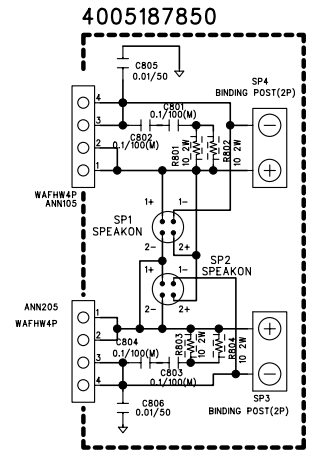 4005187850
C805
0.01/50
SP4
BINDING POST(2P)
4
C801
0.1/100(M)
3
C802
0.1/100(M)
2
1
R801
10 2W
R802
10 2W
WAFHW4P
ANN105
1+
1-
SP1
SPEAKON
2-
2+
SP2
SPEAKON
1+
1-
2-
2+
ANN205
WAFHW4P
1
2
3
4
C804
0.1/100(M)
R803
10 2W
R804
10 2W
C803
0.1/100(M)
C806
0.01/50
SP3
BINDING POST(2P)